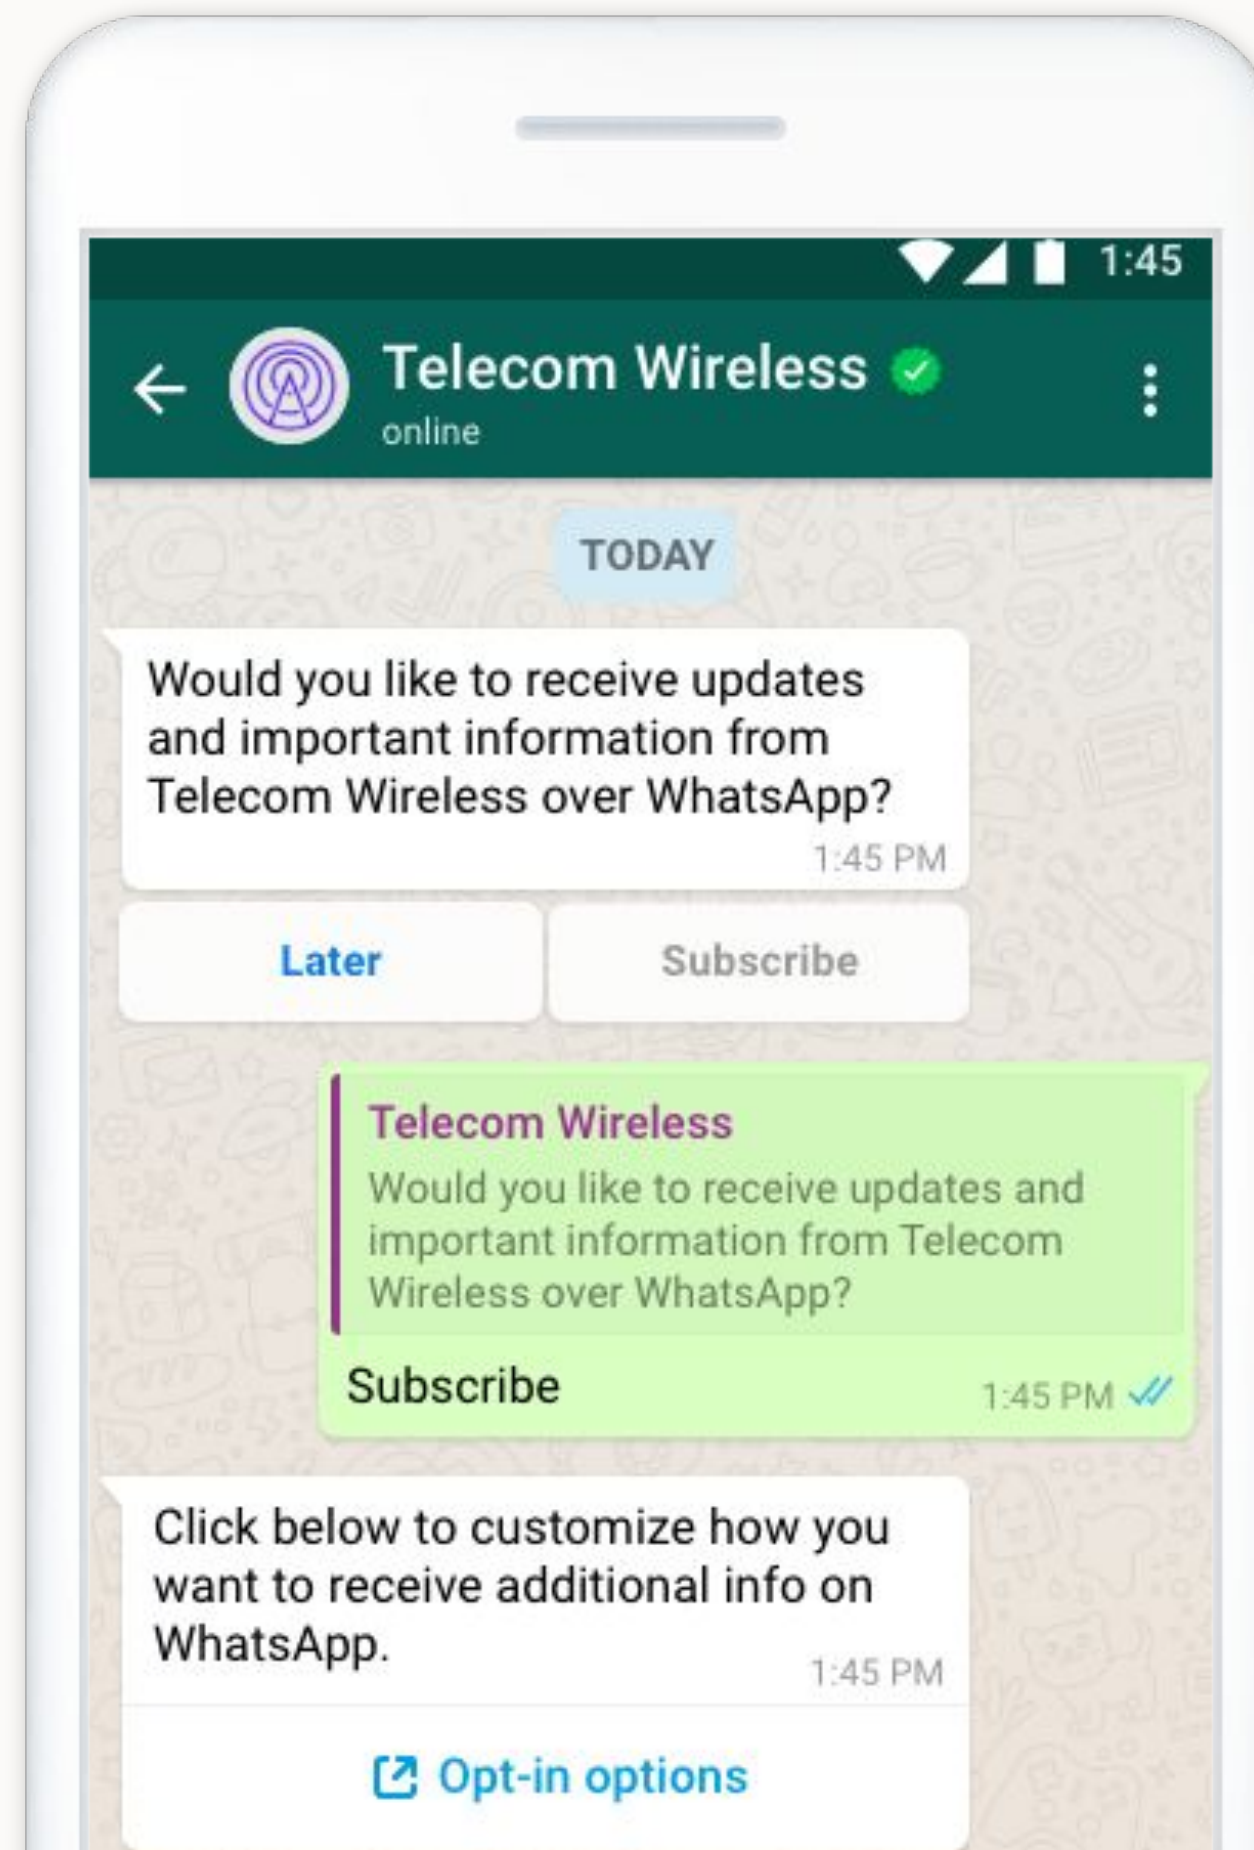 1:45
Telecom Wireless
online
TODAY
Would you like to receive updates
and important information from
Telecom Wireless over WhatsApp?
1:45 PM
Later
Subscribe
Telecom Wireless
Would you like to receive updates and
important information from Telecom
Wireless over WhatsApp?
Subscribe
1:45 PM
Click below to customize how you
want to receive additional info on
WhatsApp.
1:45 PM
Opt-in options